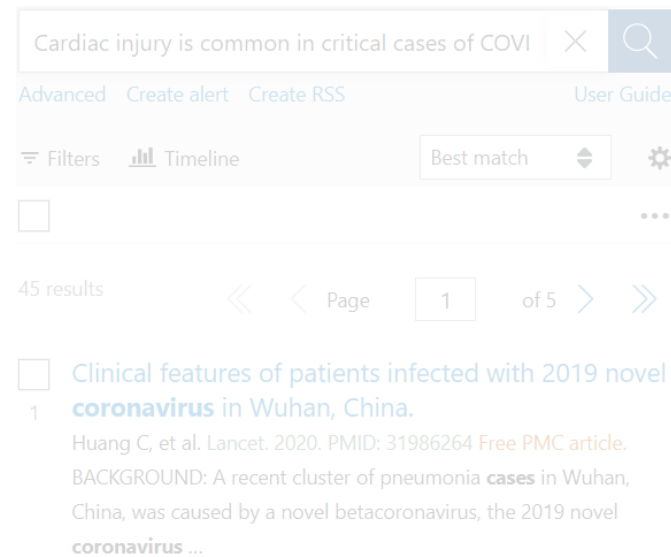 Cardiac injury is common in critical cases of COVI
Advanced Create alert Create RSS User Guide
Filters Timeline Best match
45 results Page 1 of 5
Clinical features of patients infected with 2019 novel
1 coronavirus in Wuhan, China.
Huang C, et al. Lancet. 2020. PMID: 31986264 Free PMC article.
BACKGROUND: A recent cluster of pneumonia cases in Wuhan,
China, was caused by a novel betacoronavirus, the 2019 novel
coronavirus ...